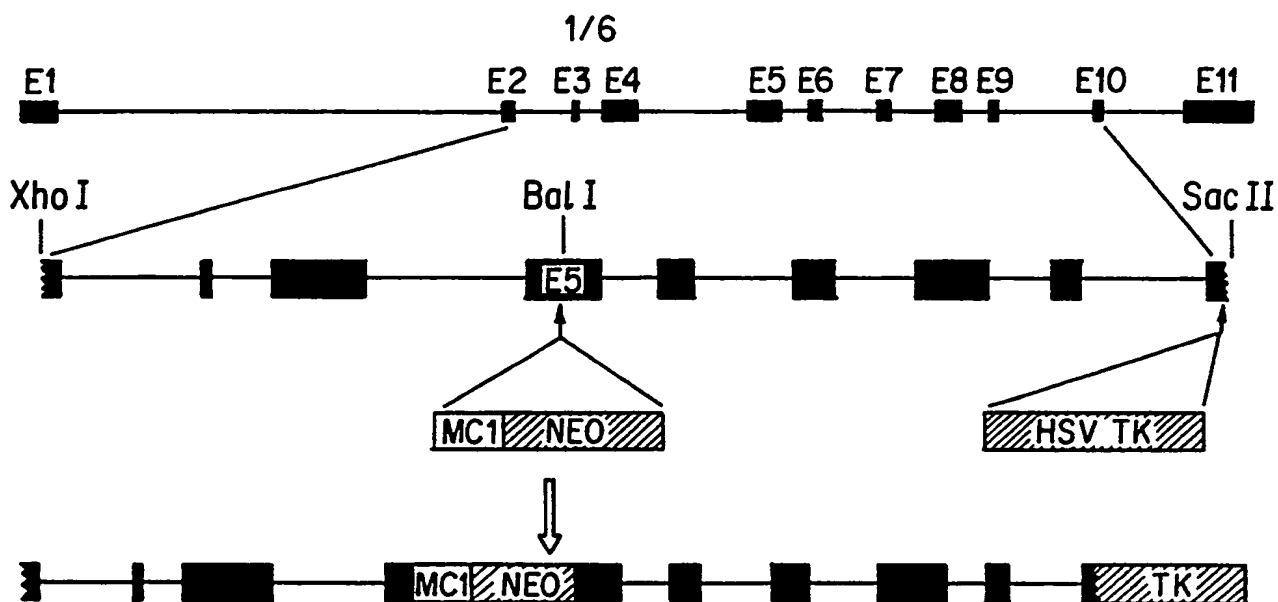 1/6
E1 E2 E3 E4 E5 E6 E7 E8 E9 E10 E11
Xho I Bal I Sac II
E5
MC1 NEO HSV TK
MC1 NEO TK